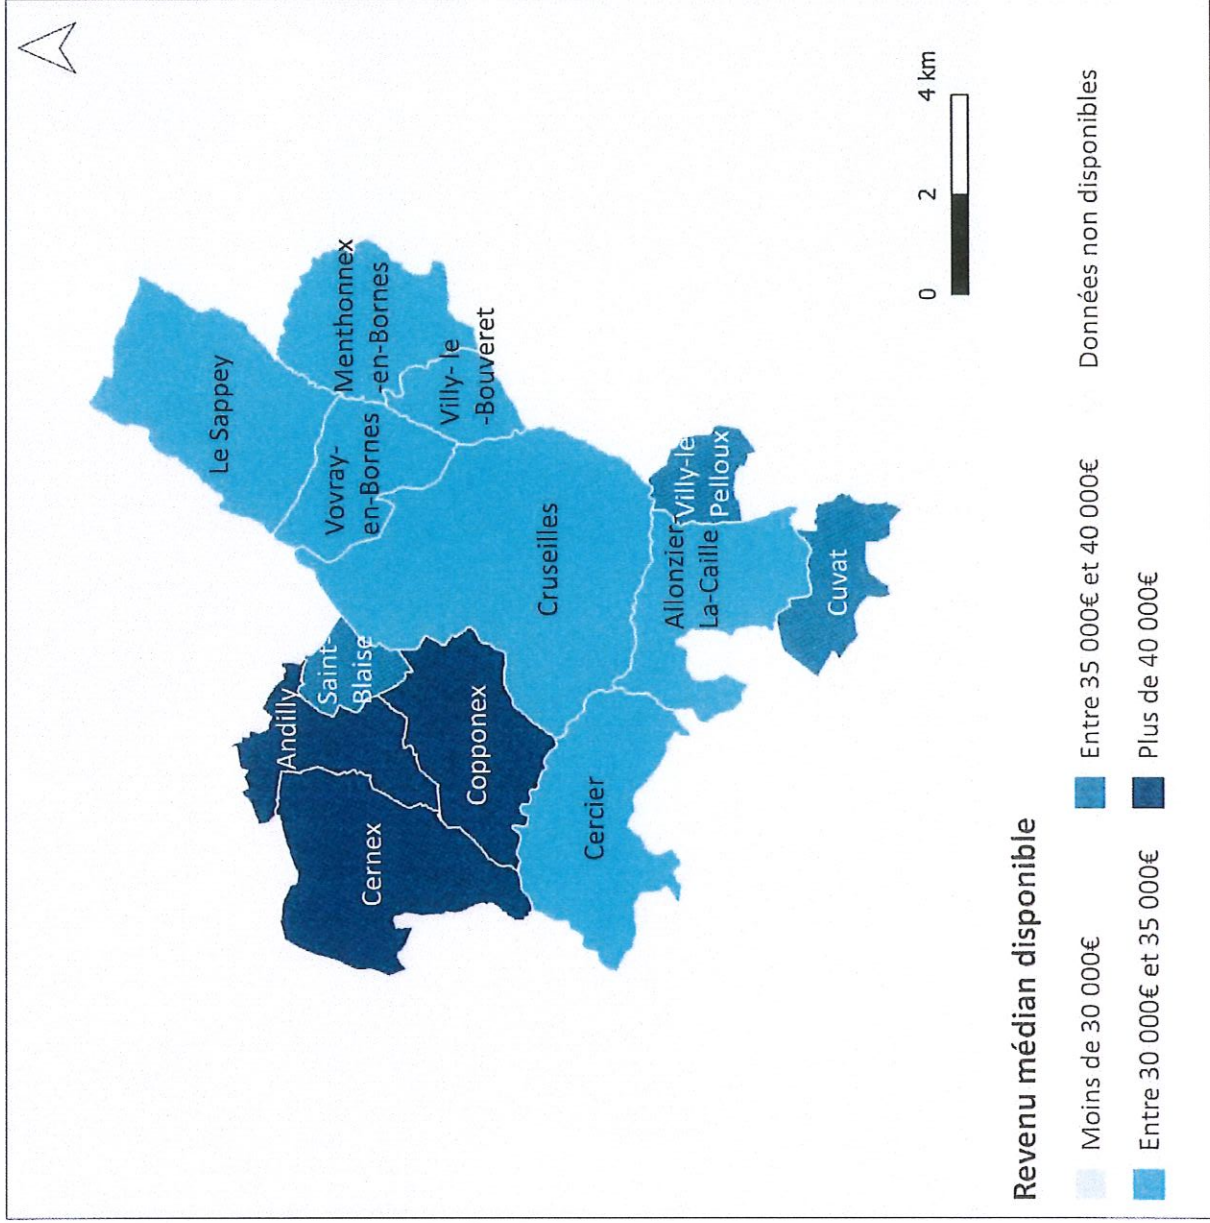 Le Sappey
Menthonnex
-en-Bornes
Vovray-
en-Bornes
Villy- le
-Bouveret
Andilly
Saint-
Blaise
Cernex
Copponex
Cruseilles
Cercier
Allonzier-
La-Caille
Villy-le
Pelloux
Cuvat
0 2 4 km
Revenu médian disponible
Moins de 30 000€
Entre 35 000€ et 40 000€
Données non disponibles
Entre 30 000€ et 35 000€
Plus de 40 000€